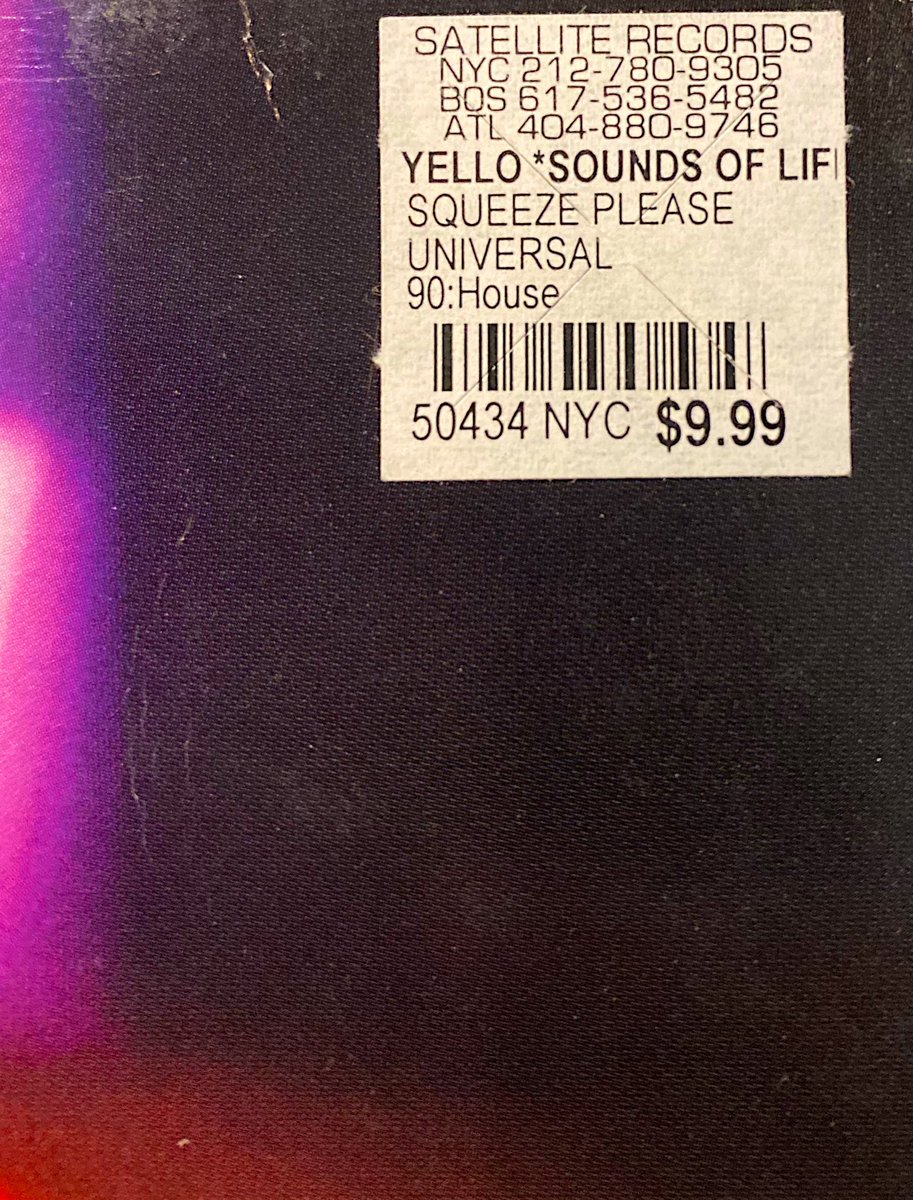 SATELLITE RECORDS
NYC 212-780-9305
BOS 617-536-5482
ATL 404-880-9746
YELLO *SOUNDS OF LIF
SQUEEZE PLEASE
UNIVERSAL
90:House
50434 NYC $9.99